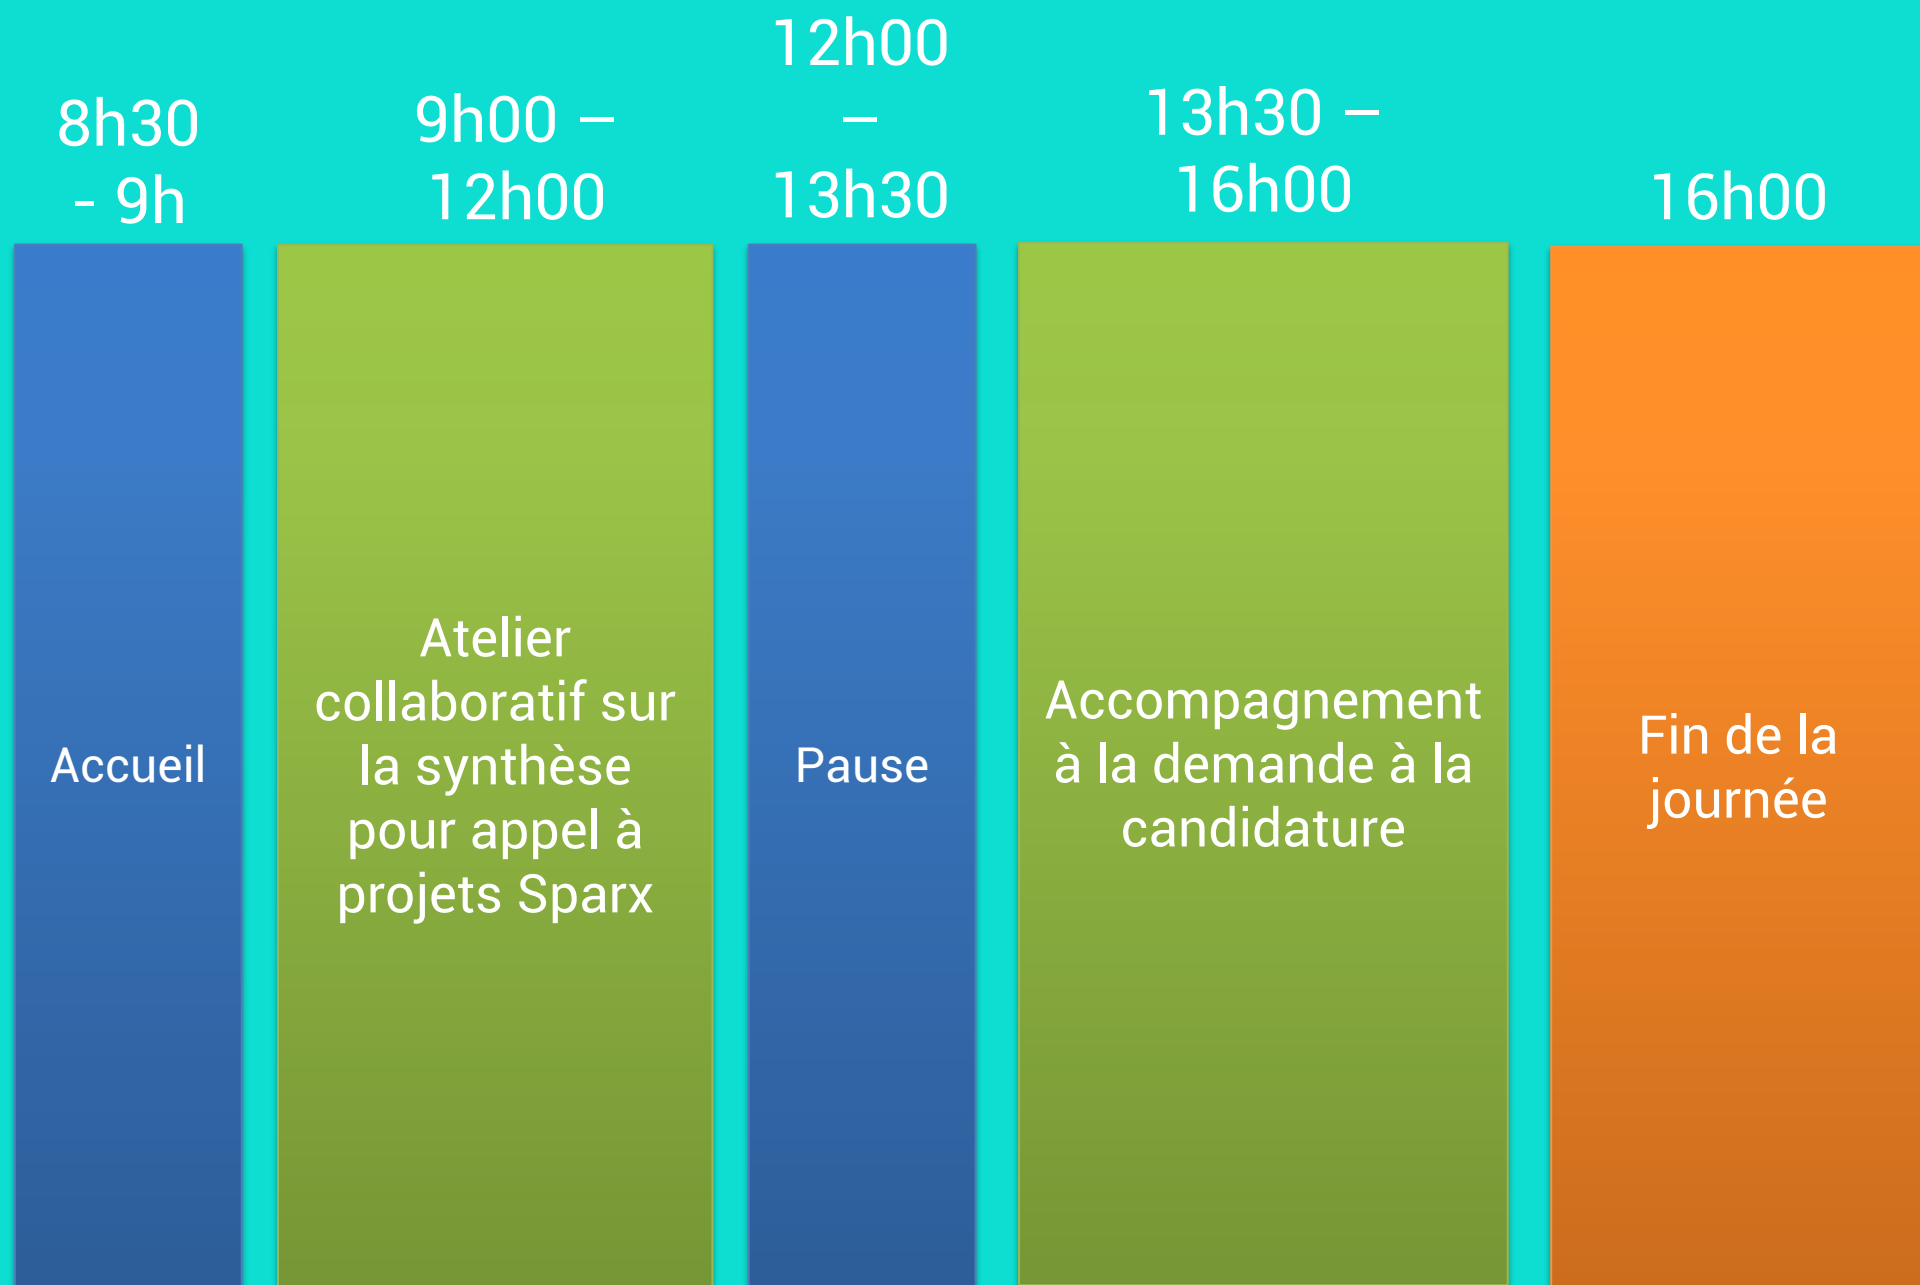 8h30
- 9h
9h00 –
12h00
12h00
–
13h30
13h30 –
16h00
16h00
Accueil
Atelier
collaboratif sur
la synthèse
pour appel à
projets Sparx
Pause
Accompagnement
à la demande à la
candidature
Fin de la
journée